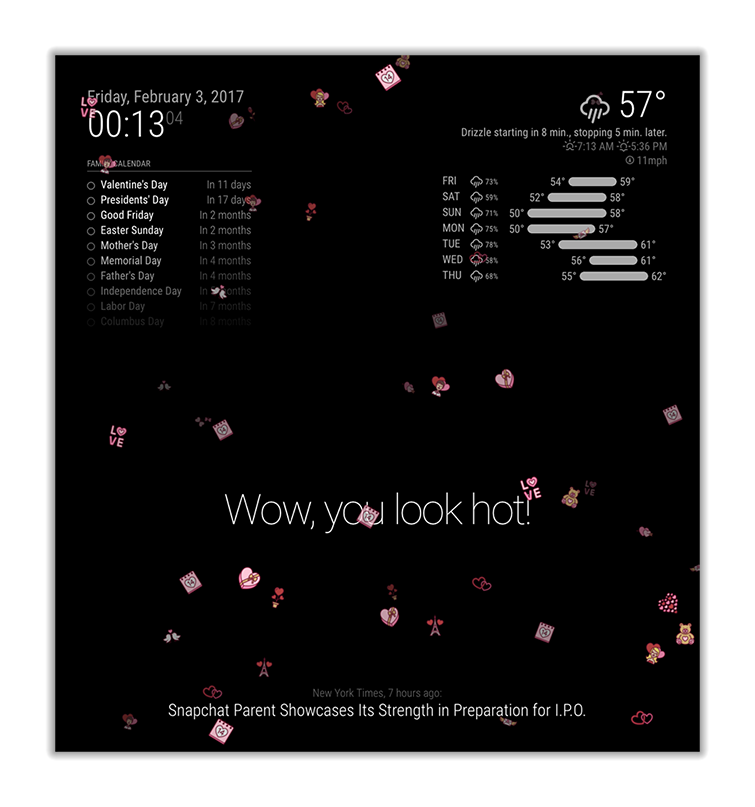 Friday, February 3, 2017
00:13 04
FAMILY CALENDAR
Valentine's Day In 11 days
Presidents' Day In 17 days
Good Friday In 2 months
Easter Sunday In 2 months
Mother's Day In 3 months
Memorial Day In 4 months
Father's Day In 4 months
Independence Day In months
Labor Day In 7 months
Columbus Day In 8 months
57°
Drizzle starting in 8 min., stopping 5 min. later.
7:13 AM 5:36 PM
11mph
FRI 73% 54° 59°
SAT 59% 52° 58°
SUN 71% 50° 58°
MON 75% 50° 57°
TUE 78% 53° 61°
WED 58% 56° 61°
THU 68% 55° 62°
LOVE
LOVE
LOVE
LOVE
Wow, you look hot!
New York Times, 7 hours ago:
Snapchat Parent Showcases Its Strength in Preparation for I.P.O.